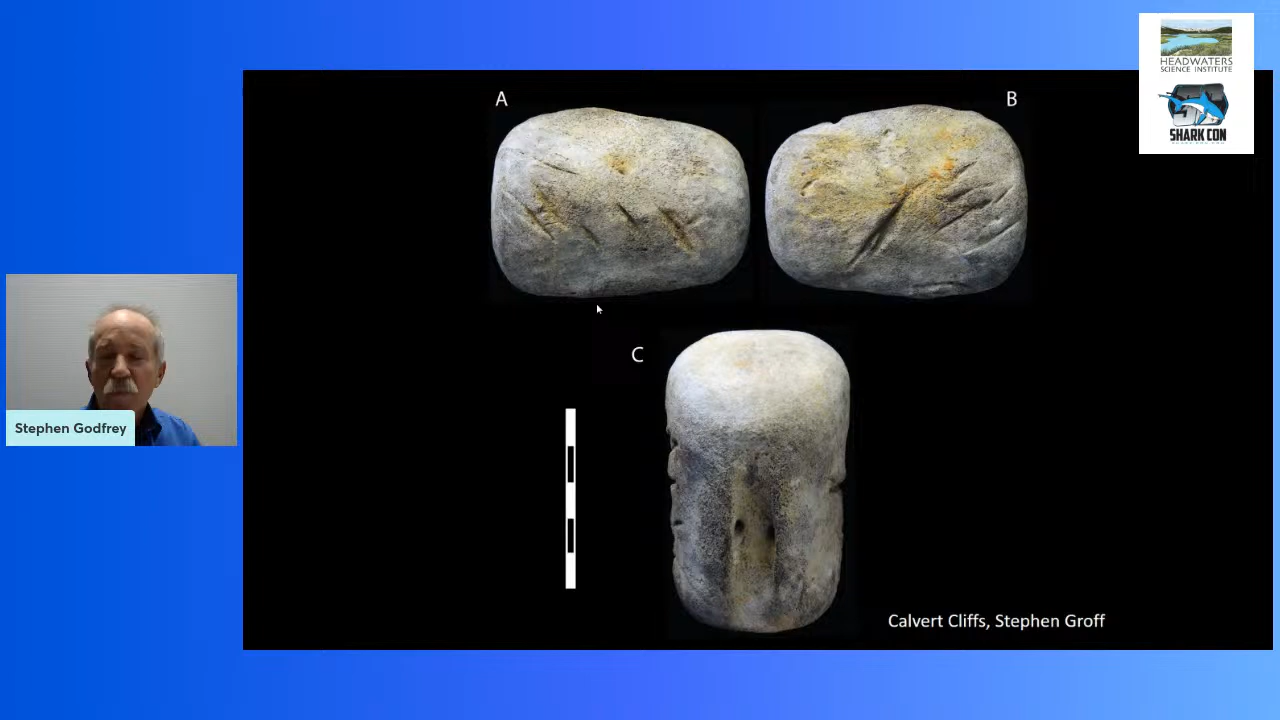 HEADWATERS
SCIENCE INSTITUTE
SHARK CON
A
B
C
Stephen Godfrey
Calvert Cliffs, Stephen Groff